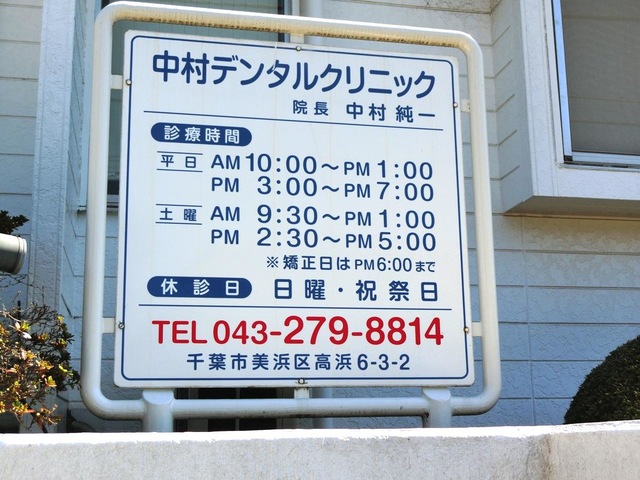 中村デンタルクリニック
院長 中村 純一
診療時間
平日 AM 10:00～PM 1:00
PM 3:00～PM 7:00
土曜 AM 9:30～PM 1:00
PM 2:30～PM 5:00
※矯正日はPM6:00まで
休診日 日曜・祝祭日
TEL 043-279-8814
千葉市美浜区高浜6-3-2